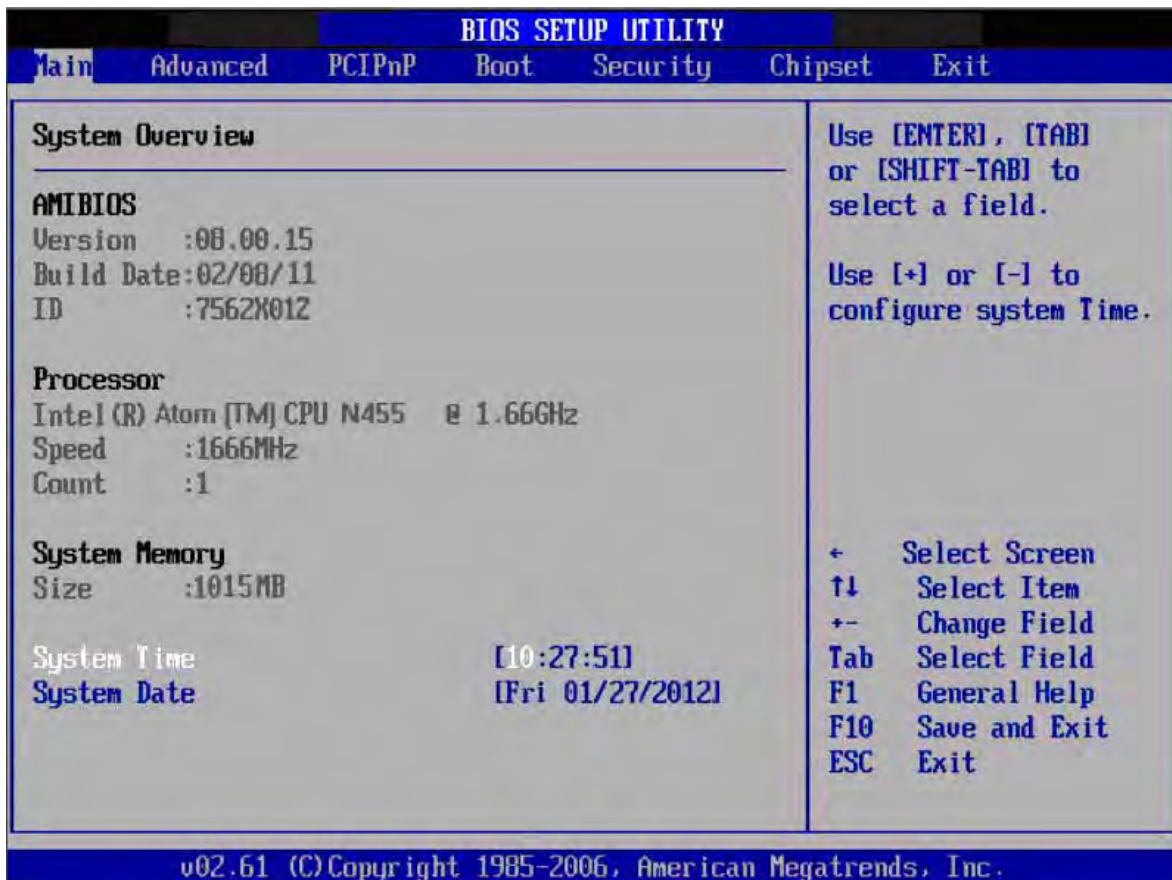 BIOS SETUP UTILITY
Main Advanced PCIPnP Boot Security Chipset Exit
System Overview
AMIBIOS
Version :08.00.15
Build Date:02/08/11
ID :7562X01Z
Processor
Intel(R) Atom [TM] CPU N455 @ 1.66GHz
Speed :1666MHz
Count :1
System Memory
Size :1015MB
System Time [10:27:51]
System Date [Fri 01/27/2012]
Use [ENTER], [TAB]
or [SHIFT-TAB] to
select a field.
Use [+] or [-] to
configure system Time.
← Select Screen
↑↓ Select Item
+- Change Field
Tab Select Field
F1 General Help
F10 Save and Exit
ESC Exit
v02.61 (C)Copyright 1985-2006, American Megatrends, Inc.